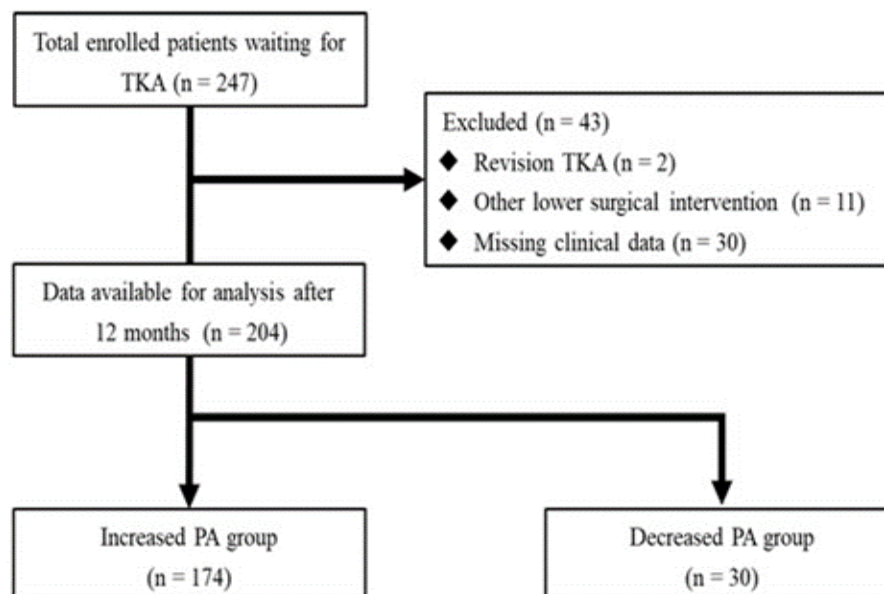 Total enrolled patients waiting for
TKA (n = 247)
Excluded (n = 43)
◆ Revision TKA (n = 2)
◆ Other lower surgical intervention (n = 11)
◆ Missing clinical data (n = 30)
Data available for analysis after
12 months (n = 204)
Increased PA group
(n = 174)
Decreased PA group
(n = 30)